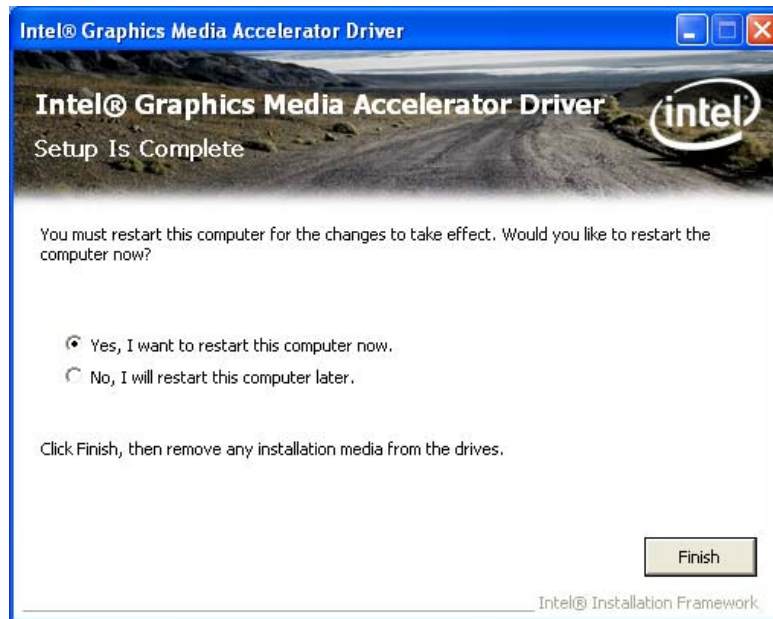 Intel® Graphics Media Accelerator Driver
Intel® Graphics Media Accelerator Driver
intel
Setup Is Complete
You must restart this computer for the changes to take effect. Would you like to restart the
computer now?
Yes, I want to restart this computer now.
No, I will restart this computer later.
Click Finish, then remove any installation media from the drives.
Finish
Intel® Installation Framework